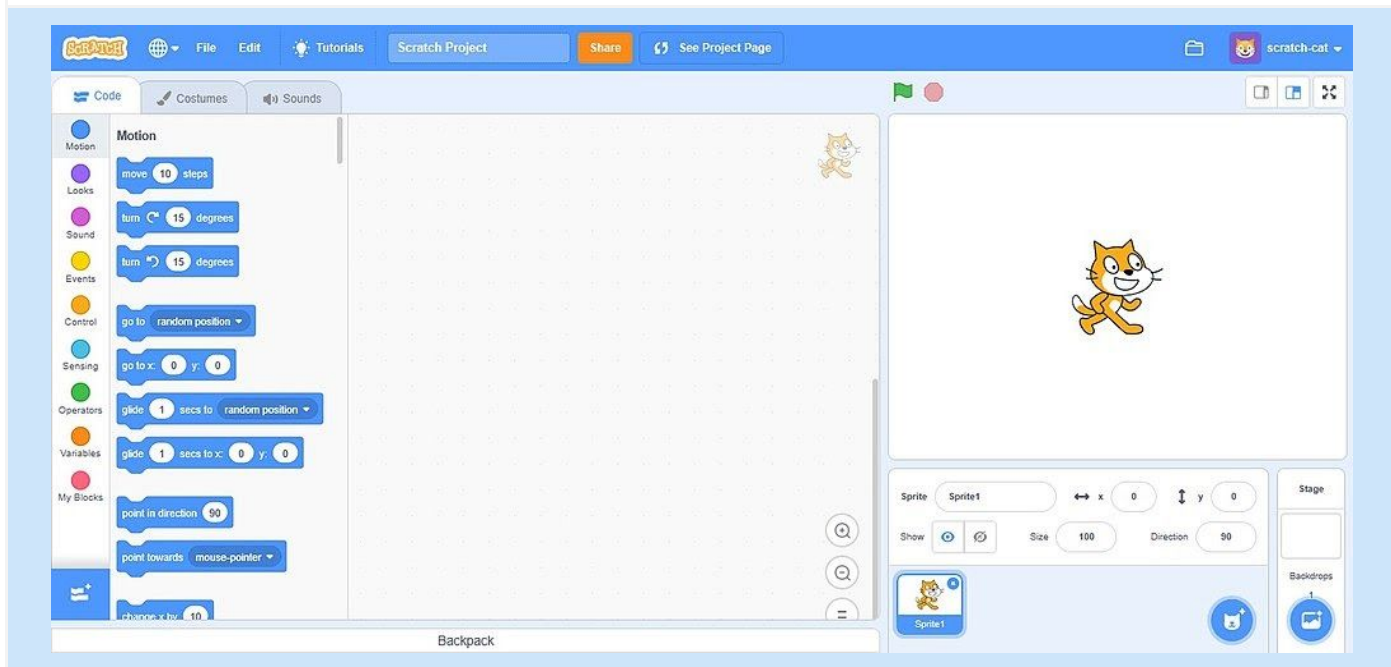 SCRATCH File Edit Tutorials Scratch Project Share See Project Page scratch-cat
Code Costumes Sounds
Motion
Looks
Sound
Events
Control
Sensing
Operators
Variables
My Blocks
Motion
move 10 steps
turn 15 degrees
turn 15 degrees
go to random position
go to x: 0 y: 0
glide 1 secs to random position
glide 1 secs to x: 0 y: 0
point in direction 90
point towards mouse-pointer
change x by 10
Backpack
Sprite Sprite1 x 0 y 0
Show Size 100 Direction 90
Sprite1
Stage
Backdrops
1